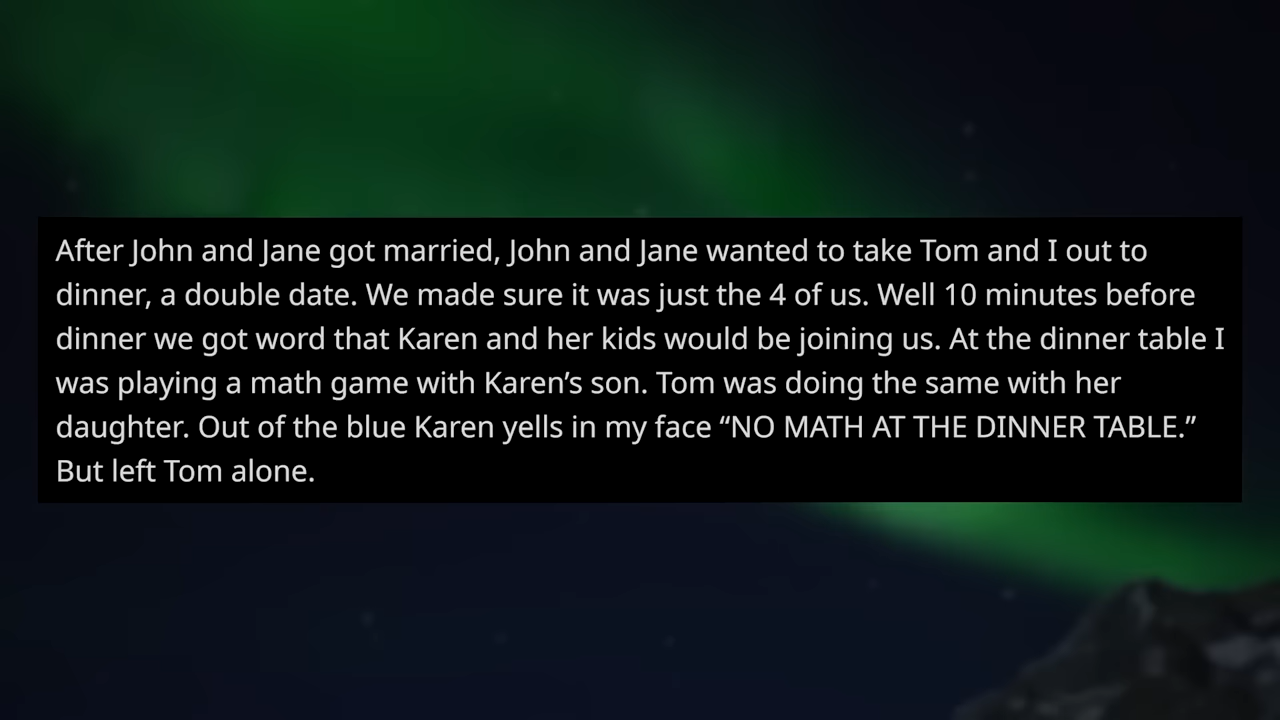 After John and Jane got married, John and Jane wanted to take Tom and I out to
dinner, a double date. We made sure it was just the 4 of us. Well 10 minutes before
dinner we got word that Karen and her kids would be joining us. At the dinner table I
was playing a math game with Karen’s son. Tom was doing the same with her
daughter. Out of the blue Karen yells in my face “NO MATH AT THE DINNER TABLE.”
But left Tom alone.